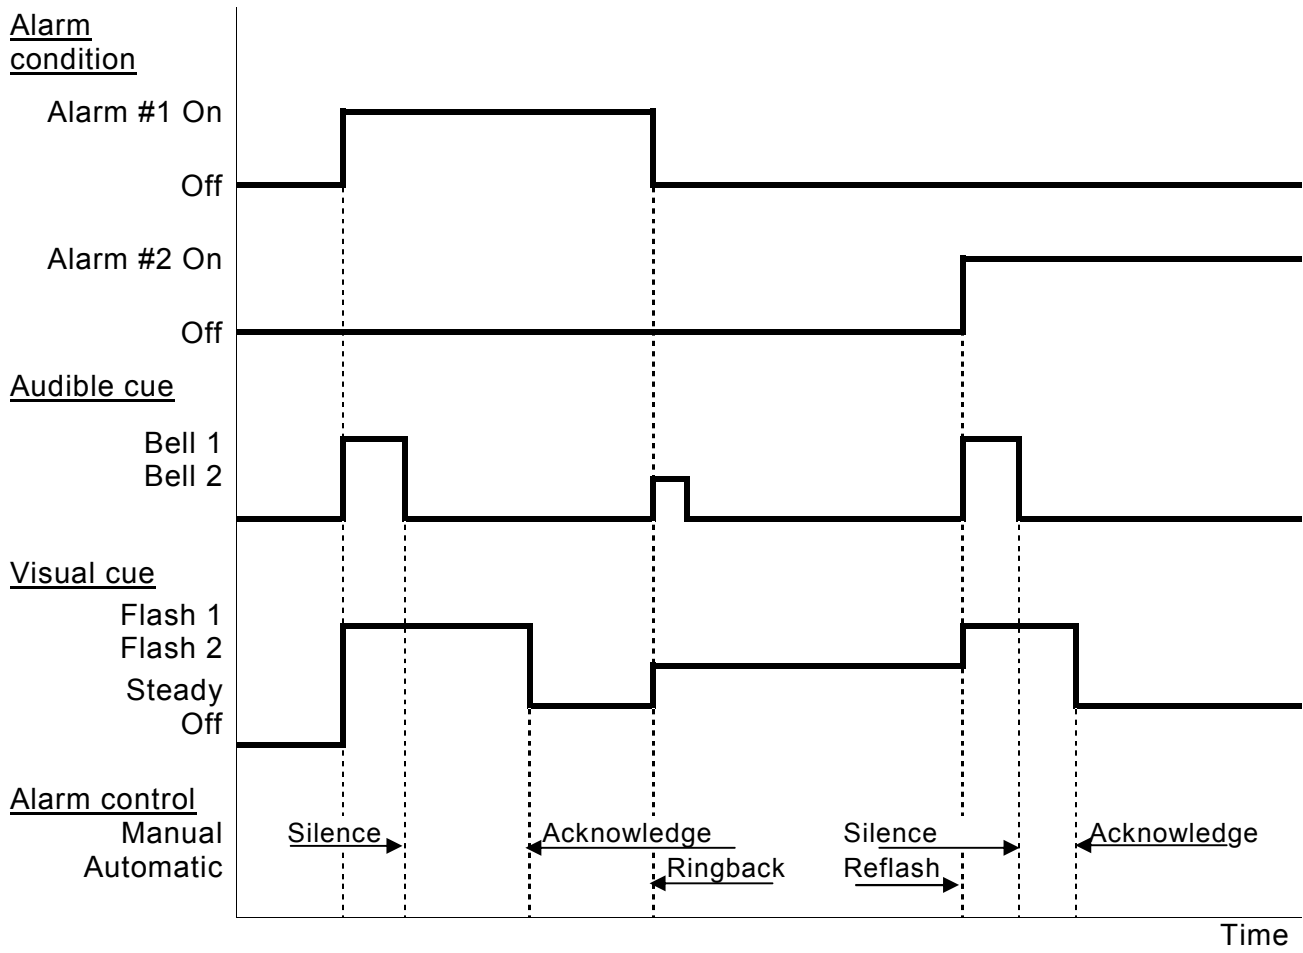 Alarm
condition
Alarm #1 On
Off
Alarm #2 On
Off
Audible cue
Bell 1
Bell 2
Visual cue
Flash 1
Flash 2
Steady
Off
Alarm control
Manual
Automatic
Silence
Acknowledge
Silence
Acknowledge
Ringback
Reflash
Time